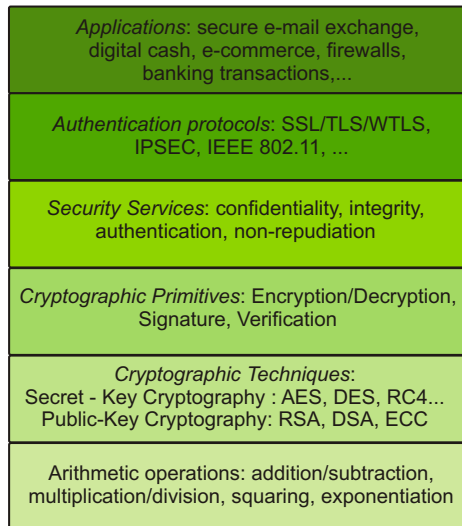 Applications: secure e-mail exchange,
digital cash, e-commerce, firewalls,
banking transactions,...
Authentication protocols: SSL/TLS/WTLS,
IPSEC, IEEE 802.11, ...
Security Services: confidentiality, integrity,
authentication, non-repudiation
Cryptographic Primitives: Encryption/Decryption,
Signature, Verification
Cryptographic Techniques:
Secret - Key Cryptography : AES, DES, RC4...
Public-Key Cryptography: RSA, DSA, ECC
Arithmetic operations: addition/subtraction,
multiplication/division, squaring, exponentiation